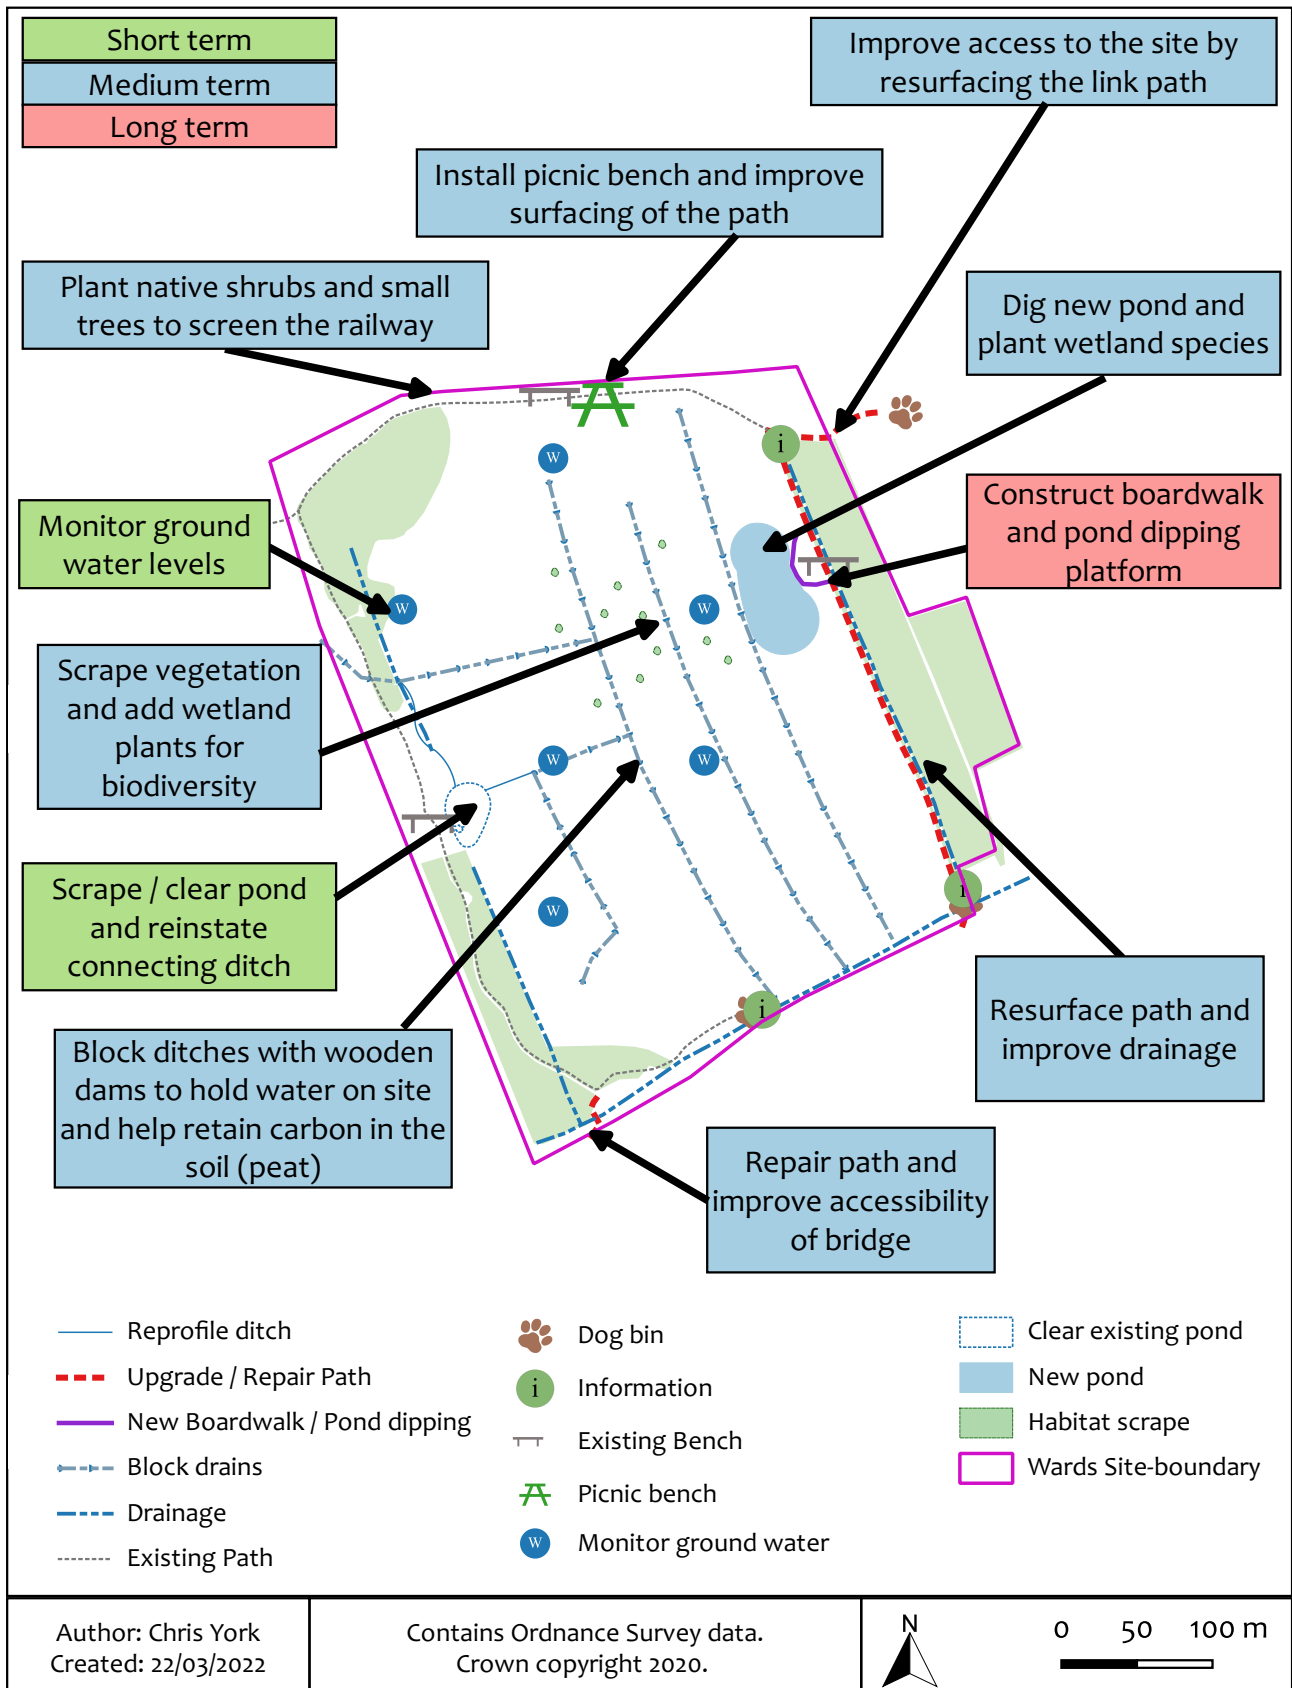 Short term
Medium term
Long term
Improve access to the site by
resurfacing the link path
Install picnic bench and improve
surfacing of the path
Plant native shrubs and small
trees to screen the railway
Dig new pond and
plant wetland species
Construct boardwalk
and pond dipping
platform
Monitor ground
water levels
Scrape vegetation
and add wetland
plants for
biodiversity
Scrape / clear pond
and reinstate
connecting ditch
Block ditches with wooden
dams to hold water on site
and help retain carbon in the
soil (peat)
Resurface path and
improve drainage
Repair path and
improve accessibility
of bridge
i
W
W
W
W
W
W
i
i
Reprofile ditch
Upgrade / Repair Path
New Boardwalk / Pond dipping
Block drains
Drainage
Existing Path
Dog bin
i Information
Existing Bench
Picnic bench
W Monitor ground water
Clear existing pond
New pond
Habitat scrape
Wards Site-boundary
Author: Chris York
Created: 22/03/2022
Contains Ordnance Survey data.
Crown copyright 2020.
N
0 50 100 m